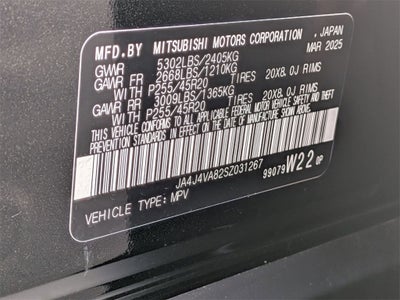 MFD.BY MITSUBISHI MOTORS CORPORATION , JAPAN
MAR 2025
GWR 5302LBS/2405KG
GAWR FR 2668LBS/1210KG
WITH P255/45R20 TIRES 20X8.0J RIMS
GAWR RR 3009LBS/1365KG
WITH P255/45R20 TIRES 20X8.0J RIMS
THIS VEHICLE CONFORMS TO ALL APPLICABLE FEDERAL MOTOR VEHICLE SAFETY AND THEFT
PREVENTION STANDARDS IN EFFECT ON THE DATE OF MANUFACTURE SHOWN ABOVE.
JA4J4VA82SZ031267
99079 W22 0P
VEHICLE TYPE: MPV